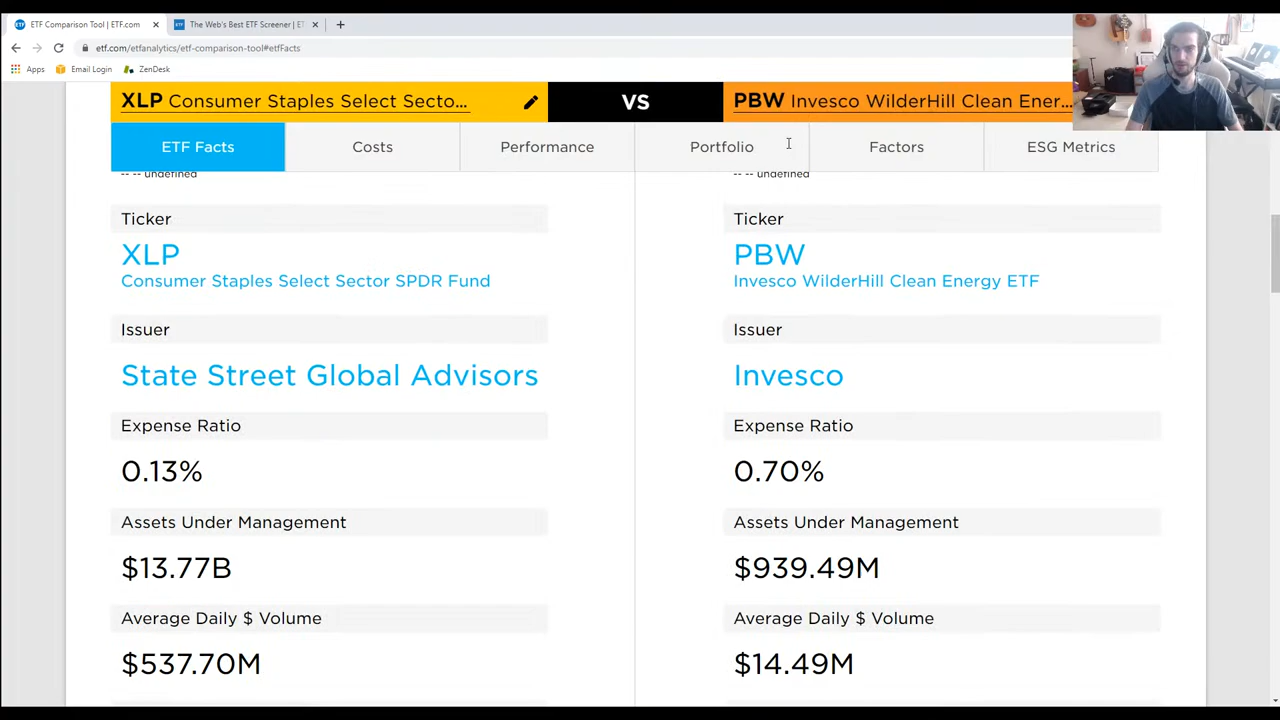 ETF Comparison Tool | ETF.com
The Web's Best ETF Screener | ET
etf.com/etfanalytics/etf-comparison-tool#etfFacts
Apps
Email Login
ZenDesk
XLP Consumer Staples Select Secto...
VS
PBW Invesco WilderHill Clean Ener...
ETF Facts
Costs
Performance
Portfolio
Factors
ESG Metrics
-- -- undefined
-- -- undefined
Ticker
Ticker
XLP
PBW
Consumer Staples Select Sector SPDR Fund
Invesco WilderHill Clean Energy ETF
Issuer
Issuer
State Street Global Advisors
Invesco
Expense Ratio
Expense Ratio
0.13%
0.70%
Assets Under Management
Assets Under Management
$13.77B
$939.49M
Average Daily $ Volume
Average Daily $ Volume
$537.70M
$14.49M